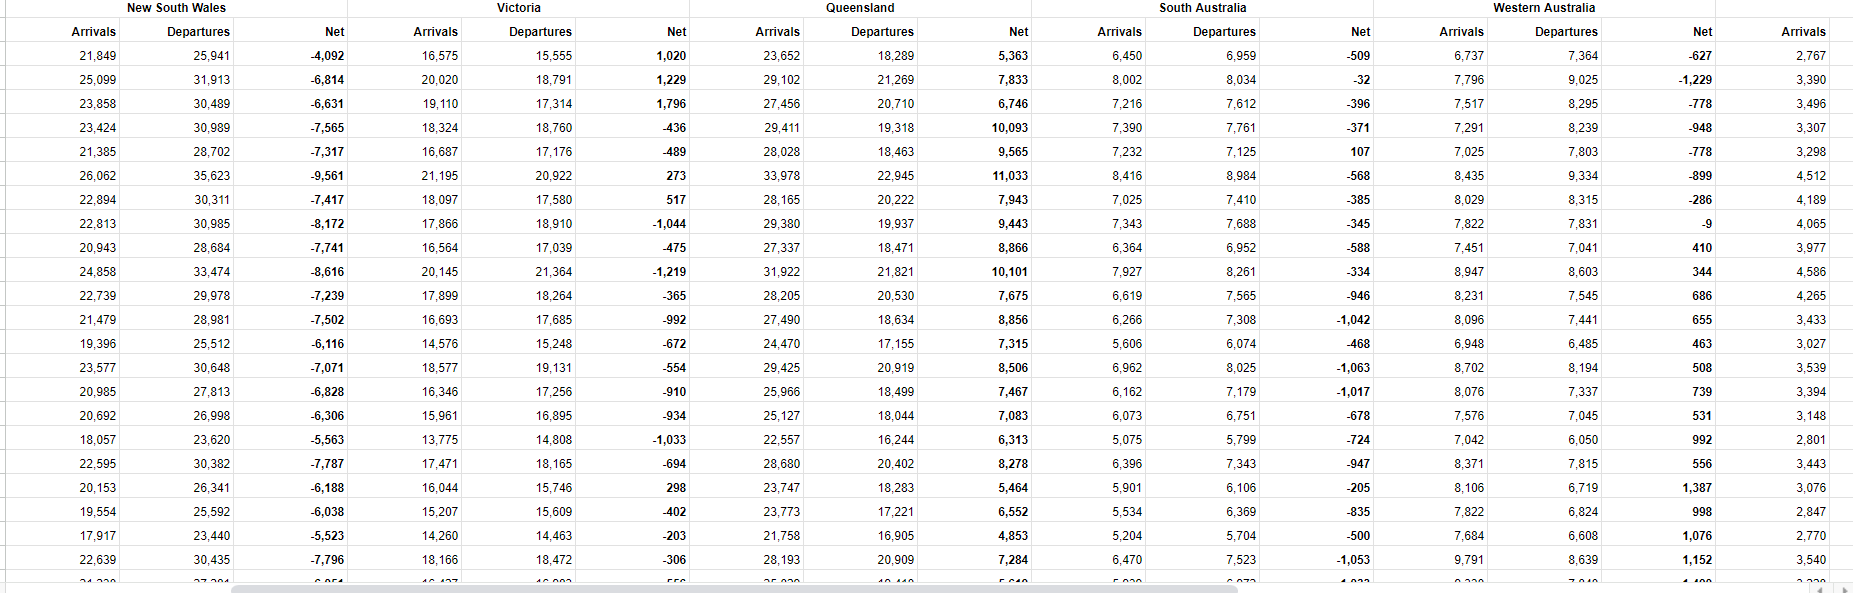 New South Wales Victoria Queensland South Australia Western Australia
Arrivals Departures Net Arrivals Departures Net Arrivals Departures Net Arrivals Departures Net Arrivals Departures Net Arrivals
21,849 25,941 -4,092 16,575 15,555 1,020 23,652 18,289 5,363 6,450 6,959 -509 6,737 7,364 -627 2,767
25,099 31,913 -6,814 20,020 18,791 1,229 29,102 21,269 7,833 8,002 8,034 -32 7,796 9,025 -1,229 3,390
23,858 30,489 -6,631 19,110 17,314 1,796 27,456 20,710 6,746 7,216 7,612 -396 7,517 8,295 -778 3,496
23,424 30,989 -7,565 18,324 18,760 -436 29,411 19,318 10,093 7,390 7,761 -371 7,291 8,239 -948 3,307
21,385 28,702 -7,317 16,687 17,176 -489 28,028 18,463 9,565 7,232 7,125 107 7,025 7,803 -778 3,298
26,062 35,623 -9,561 21,195 20,922 273 33,978 22,945 11,033 8,416 8,984 -568 8,435 9,334 -899 4,512
22,894 30,311 -7,417 18,097 17,580 517 28,165 20,222 7,943 7,025 7,410 -385 8,029 8,315 -286 4,189
22,813 30,985 -8,172 17,866 18,910 -1,044 29,380 19,937 9,443 7,343 7,688 -345 7,822 7,831 -9 4,065
20,943 28,684 -7,741 16,564 17,039 -475 27,337 18,471 8,866 6,364 6,952 -588 7,451 7,041 410 3,977
24,858 33,474 -8,616 20,145 21,364 -1,219 31,922 21,821 10,101 7,927 8,261 -334 8,947 8,603 344 4,586
22,739 29,978 -7,239 17,899 18,264 -365 28,205 20,530 7,675 6,619 7,565 -946 8,231 7,545 686 4,265
21,479 28,981 -7,502 16,693 17,685 -992 27,490 18,634 8,856 6,266 7,308 -1,042 8,096 7,441 655 3,433
19,396 25,512 -6,116 14,576 15,248 -672 24,470 17,155 7,315 5,606 6,074 -468 6,948 6,485 463 3,027
23,577 30,648 -7,071 18,577 19,131 -554 29,425 20,919 8,506 6,962 8,025 -1,063 8,702 8,194 508 3,539
20,985 27,813 -6,828 16,346 17,256 -910 25,966 18,499 7,467 6,162 7,179 -1,017 8,076 7,337 739 3,394
20,692 26,998 -6,306 15,961 16,895 -934 25,127 18,044 7,083 6,073 6,751 -678 7,576 7,045 531 3,148
18,057 23,620 -5,563 13,775 14,808 -1,033 22,557 16,244 6,313 5,075 5,799 -724 7,042 6,050 992 2,801
22,595 30,382 -7,787 17,471 18,165 -694 28,680 20,402 8,278 6,396 7,343 -947 8,371 7,815 556 3,443
20,153 26,341 -6,188 16,044 15,746 298 23,747 18,283 5,464 5,901 6,106 -205 8,106 6,719 1,387 3,076
19,554 25,592 -6,038 15,207 15,609 -402 23,773 17,221 6,552 5,534 6,369 -835 7,822 6,824 998 2,847
17,917 23,440 -5,523 14,260 14,463 -203 21,758 16,905 4,853 5,204 5,704 -500 7,684 6,608 1,076 2,770
22,639 30,435 -7,796 18,166 18,472 -306 28,193 20,909 7,284 6,470 7,523 -1,053 9,791 8,639 1,152 3,540